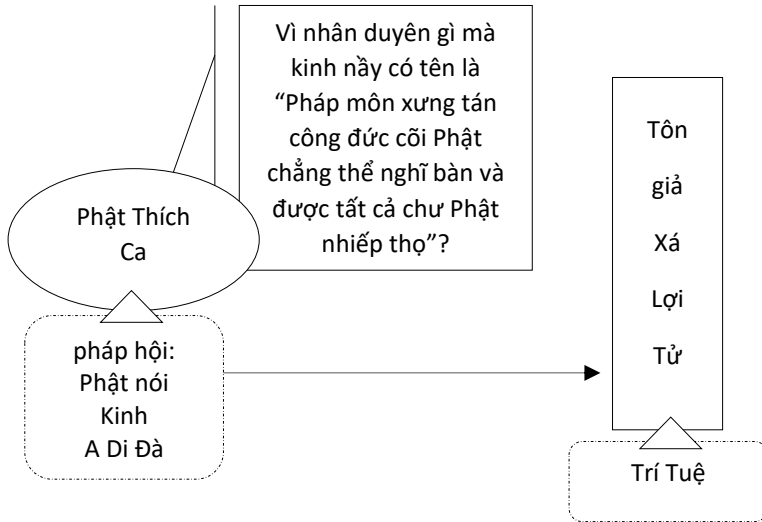 Vì nhân duyên gì mà
kinh nầy có tên là
“Pháp môn xưng tán
công đức cõi Phật
chẳng thể nghĩ bàn và
được tất cả chư Phật
nhiếp thọ”?
Phật Thích
Ca
pháp hội:
Phật nói
Kinh
A Di Đà
Tôn
giả
Xá
Lợi
Tử
Trí Tuệ